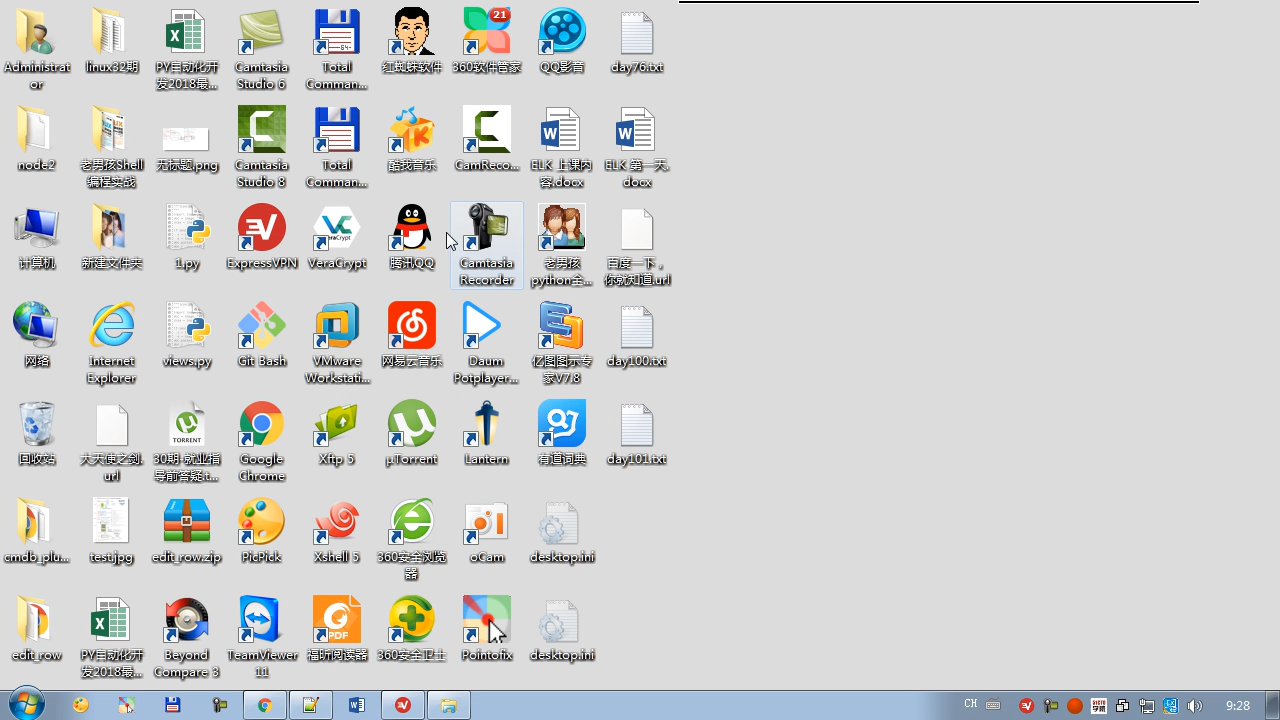 Administrat
or
linux32期
PY自动化开
发2018最...
Camtasia
Studio 6
64-
Total
Comman...
红蜘蛛软件
21
360软件管家
QQ影音
day76.txt
node2
老男孩Shell
编程实战
无标题.png
Camtasia
Studio 8
Total
Comman...
酷我音乐
CamReco...
ELK 上课内
容.docx
ELK 第一天.
docx
计算机
新建文件夹
1.py
ExpressVPN
VeraCrypt
VeraCrypt
腾讯QQ
Camtasia
Recorder
老男孩
python全...
百度一下，
你就知道.url
网络
Internet
Explorer
views.py
Git Bash
VMware
Workstati...
网易云音乐
Daum
Potplayer...
亿图图示专
家V7.8
day100.txt
回收站
大天使之剑.
url
TORRENT
30期-就业指
导前答疑.t...
Google
Chrome
Xftp 5
µTorrent
Lantern
有道词典
day101.txt
cmdb_plu...
test.jpg
edit_row.zip
PicPick
Xshell 5
360安全浏览
器
oCam
desktop.ini
edit_row
PY自动化开
发2018最...
Beyond
Compare 3
TeamViewer
11
PDF
福昕阅读器
360安全卫士
Pointofix
desktop.ini
CH
9:28